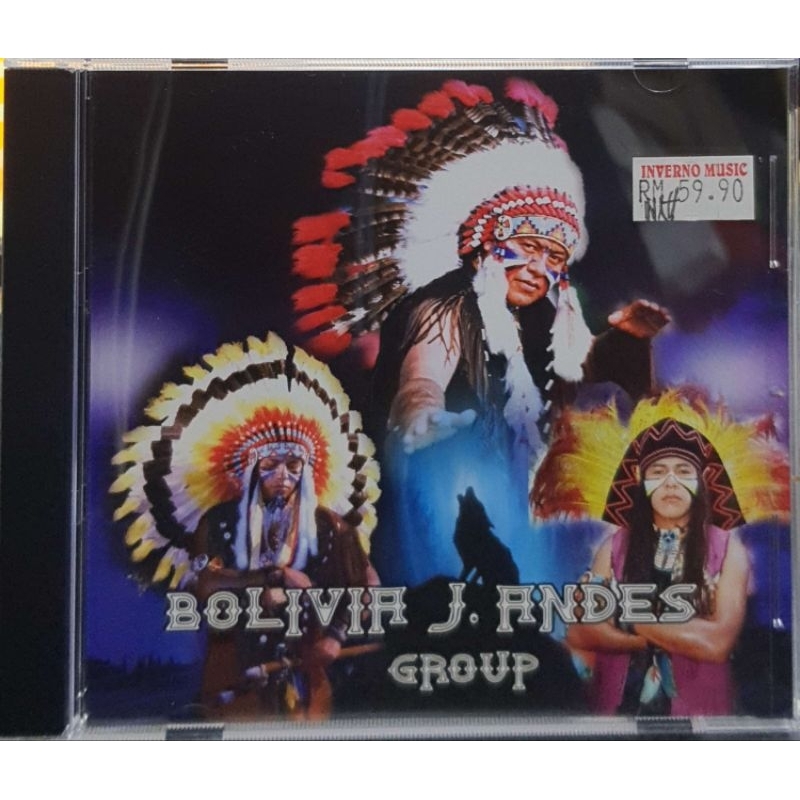 INVERNO MUSIC
RM 59.90
BOLIVIA J. ANDES
GROUP